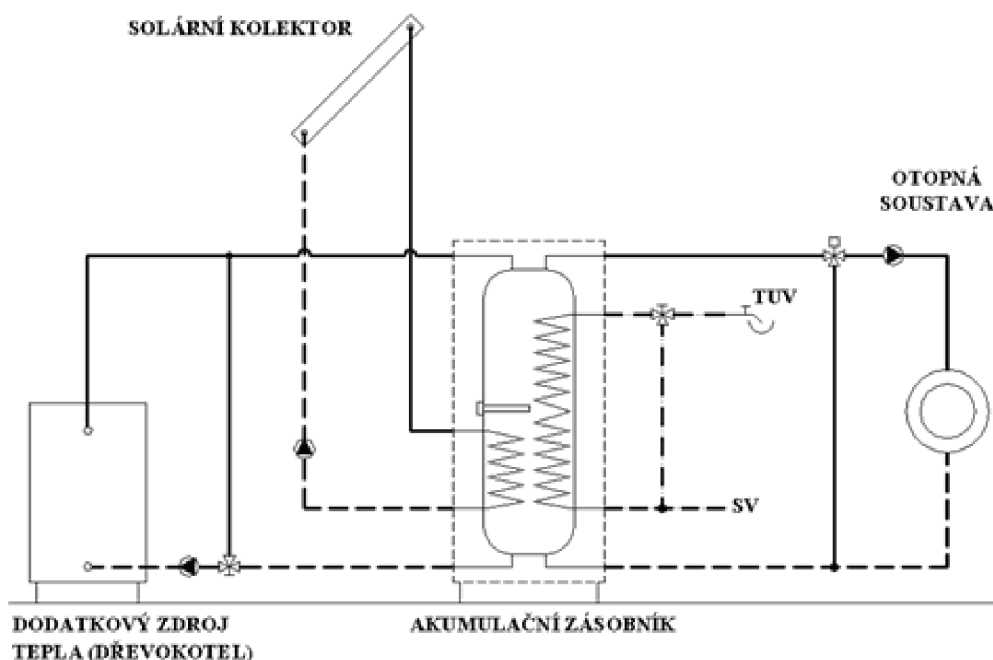 SOLÁRNÍ KOLEKTOR
OTOPNÁ
SOUSTAVA
TUV
SV
DODATKOVÝ ZDROJ
TEPLA (DŘEVOKOTEL)
AKUMULAČNÍ ZÁSOBNÍK